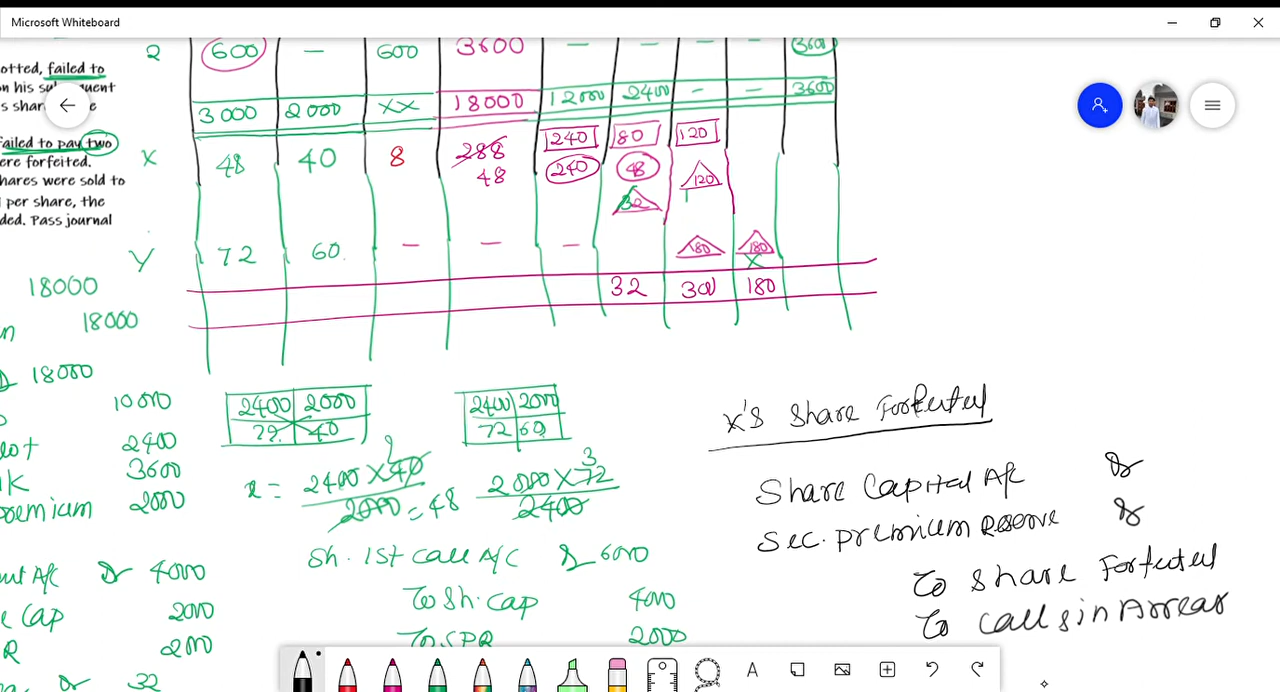 Microsoft Whiteboard
2 600 — 600 3600 — — — — 3600
3000 2000 XX 18000 12000 2400 - - 3600
X 48 40 8 288 240 80 120
48 240 48 120
32
Y 72 60. — — — 180 180
X
32 300 180
otted, failed to
on his subsequent
s shar
failed to pay two
ere forfeited.
hares were sold to
per share, the
ded. Pass journal
18000
18000
18000
10000
2400
3600
premium 2000
A/c Dr 4000
Cap 2000
R 2000
Dr 32
2400 2000
72. 40
2400 2000
72 60
x = 2400 X 40 / 2000 = 48
2
2000 X 72 / 2400
3
Sh. 1st call A/C Dr 6000
To Sh. Cap 4000
To SPR 2000
X's Share Forfeited
Share Capital A/c Dr
Sec. premium Reserve Dr
To Share Forfeited
To Calls in Arrear
A